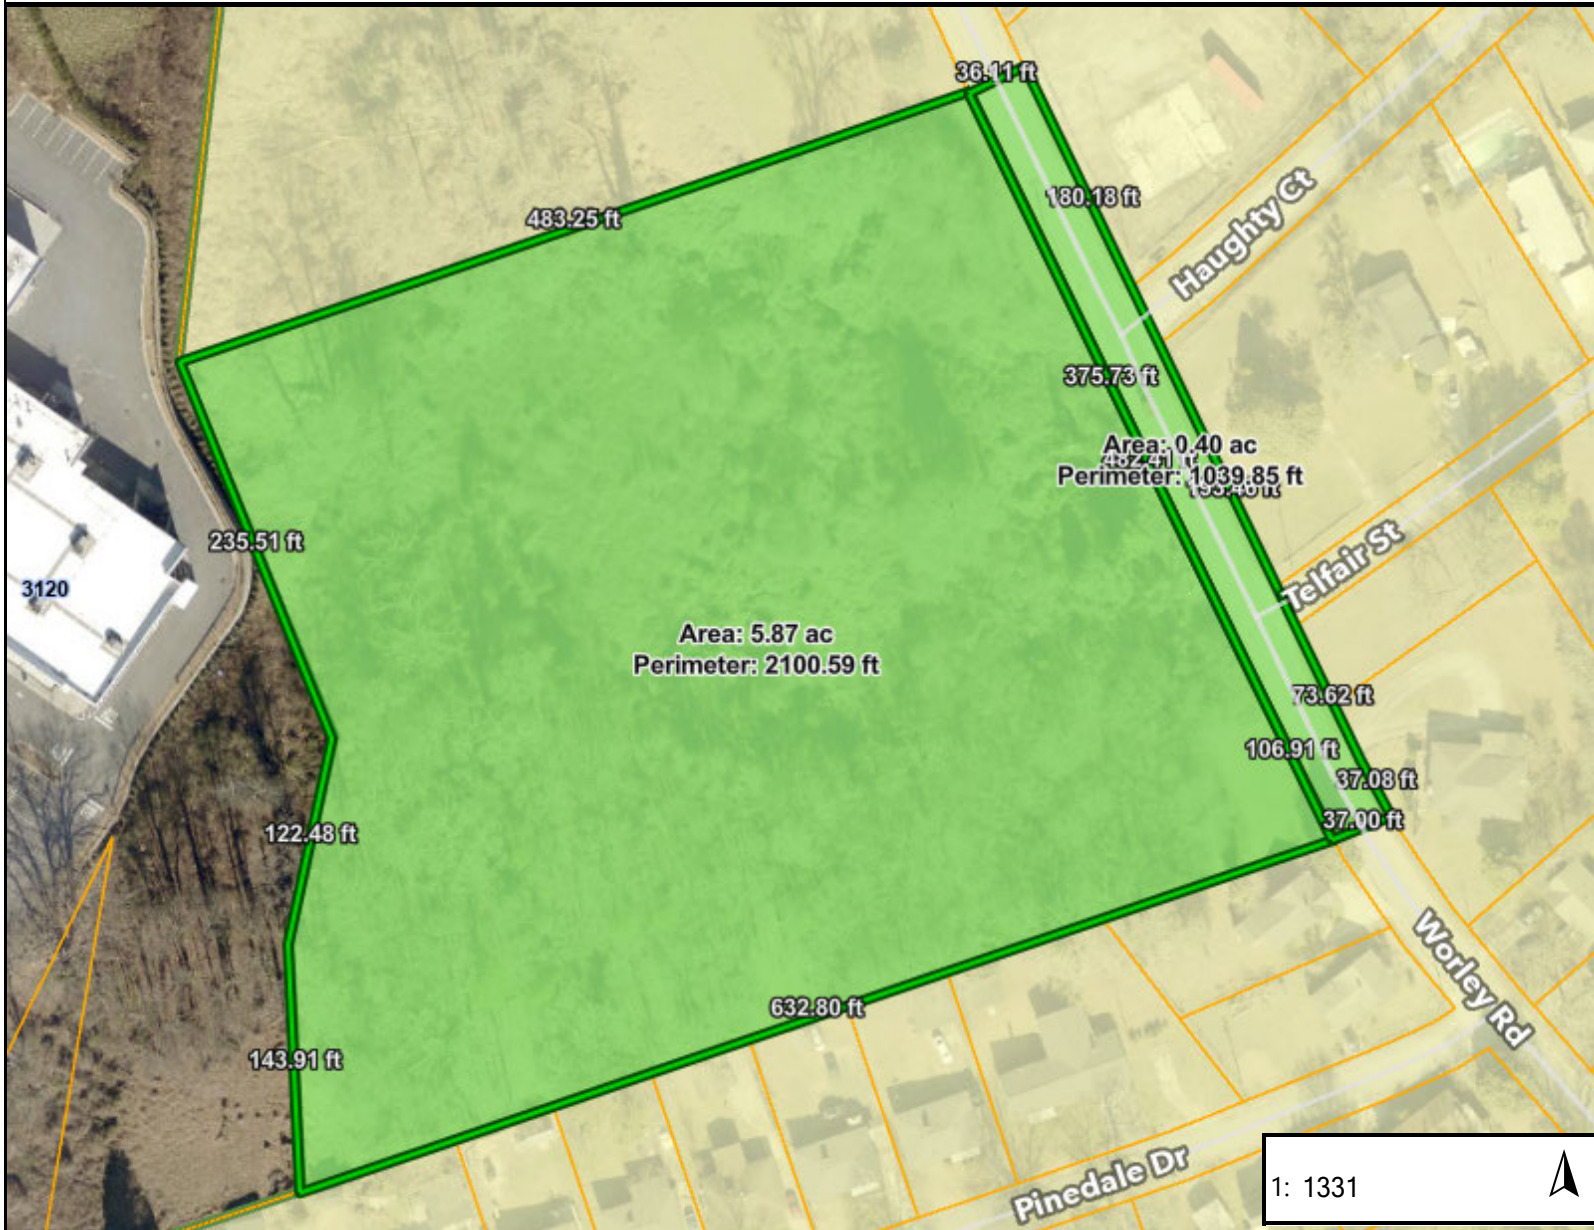 36.11 ft
180.18 ft
Haughty Ct
483.25 ft
375.73 ft
Area: 0.40 ac
Perimeter: 1039.85 ft
235.51 ft
3120
Telfair St
Area: 5.87 ac
Perimeter: 2100.59 ft
73.62 ft
106.91 ft
37.08 ft
122.48 ft
37.00 ft
Worley Rd
632.80 ft
143.91 ft
Pinedale Dr
1: 1331